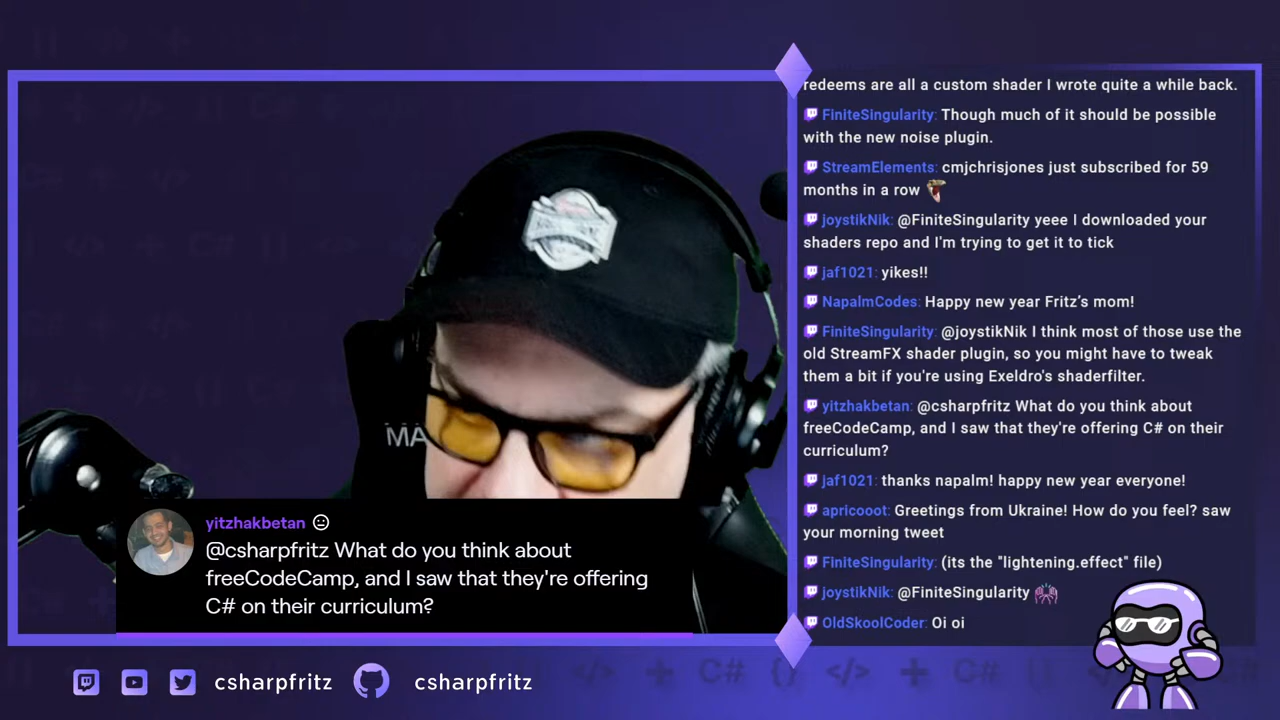 redeems are all a custom shader I wrote quite a while back.
FiniteSingularity: Though much of it should be possible
with the new noise plugin.
StreamElements: cmjchrisjones just subscribed for 59
months in a row
joystikNik: @FiniteSingularity yeee I downloaded your
shaders repo and I'm trying to get it to tick
jaf1021: yikes!!
NapalmCodes: Happy new year Fritz's mom!
FiniteSingularity: @joystikNik I think most of those use the
old StreamFX shader plugin, so you might have to tweak
them a bit if you're using Exeldro's shaderfilter.
yitzhakbetan: @csharpfritz What do you think about
freeCodeCamp, and I saw that they're offering C# on their
curriculum?
jaf1021: thanks napalm! happy new year everyone!
apricooot: Greetings from Ukraine! How do you feel? saw
your morning tweet
FiniteSingularity: (its the "lightening.effect" file)
joystikNik: @FiniteSingularity
OldSkoolCoder: Oi oi
MA
yitzhakbetan
@csharpfritz What do you think about
freeCodeCamp, and I saw that they're offering
C# on their curriculum?
csharpfritz csharpfritz